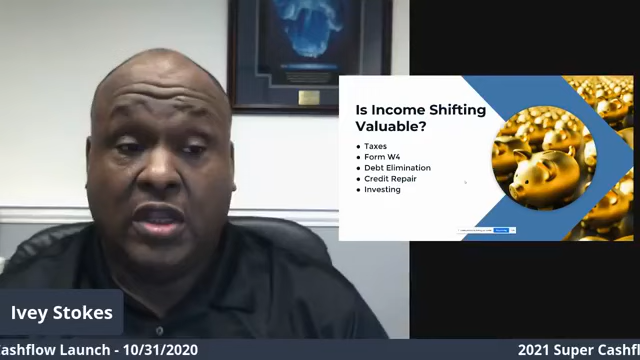 Is Income Shifting
Valuable?
● Taxes
● Form W4
● Debt Elimination
● Credit Repair
● Investing
Ivey Stokes
Cashflow Launch - 10/31/2020
2021 Super Cashfl